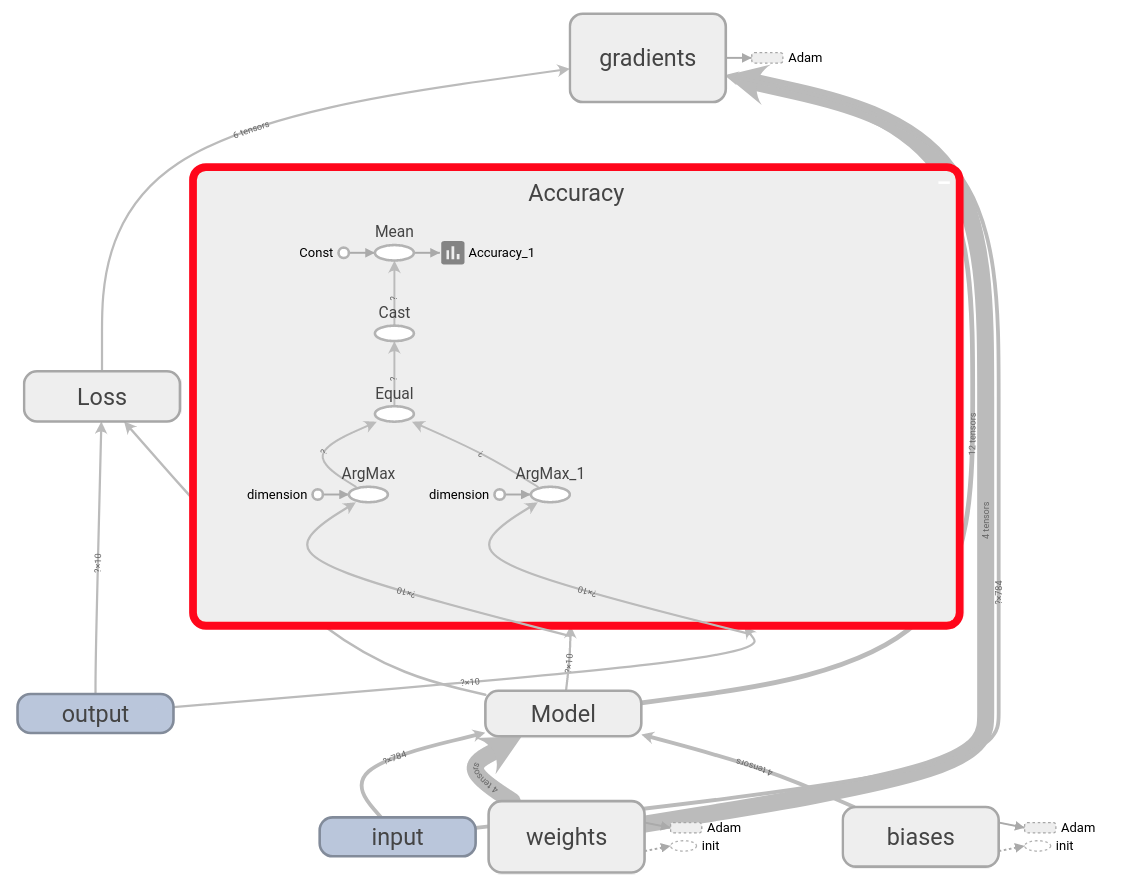 gradients
Adam
6 tensors
Accuracy
Mean
Const
Accuracy_1
?
Cast
?
Equal
Loss
12 tensors
?
?
ArgMax
ArgMax_1
dimension
dimension
4 tensors
?×10
?×10
?×10
?×784
?×10
?×10
output
Model
?×784
4 tensors
4 tensors
input
weights
Adam
init
biases
Adam
init